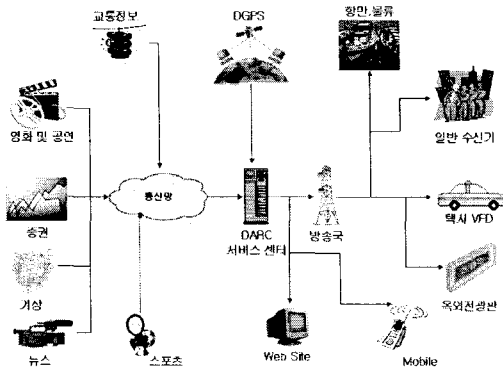 교통정보
DGPS
항만,물류
영화 및 공연
일반 수신기
증권
통신망
DARC
서비스 센터
방송국
택시 VFD
기상
옥외전광판
뉴스
스포츠
Web Site
Mobile